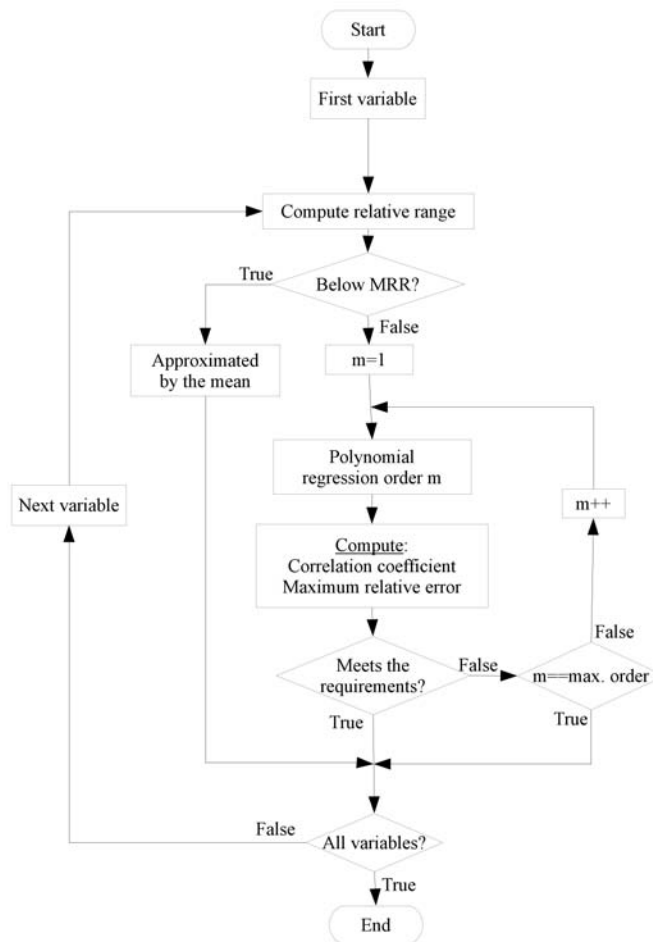 Start
First variable
Compute relative range
True
Below MRR?
False
Approximated
by the mean
m=1
Polynomial
regression order m
Next variable
m++
Compute:
Correlation coefficient
Maximum relative error
False
Meets the
requirements?
False
m==max. order
True
True
False
All variables?
True
End